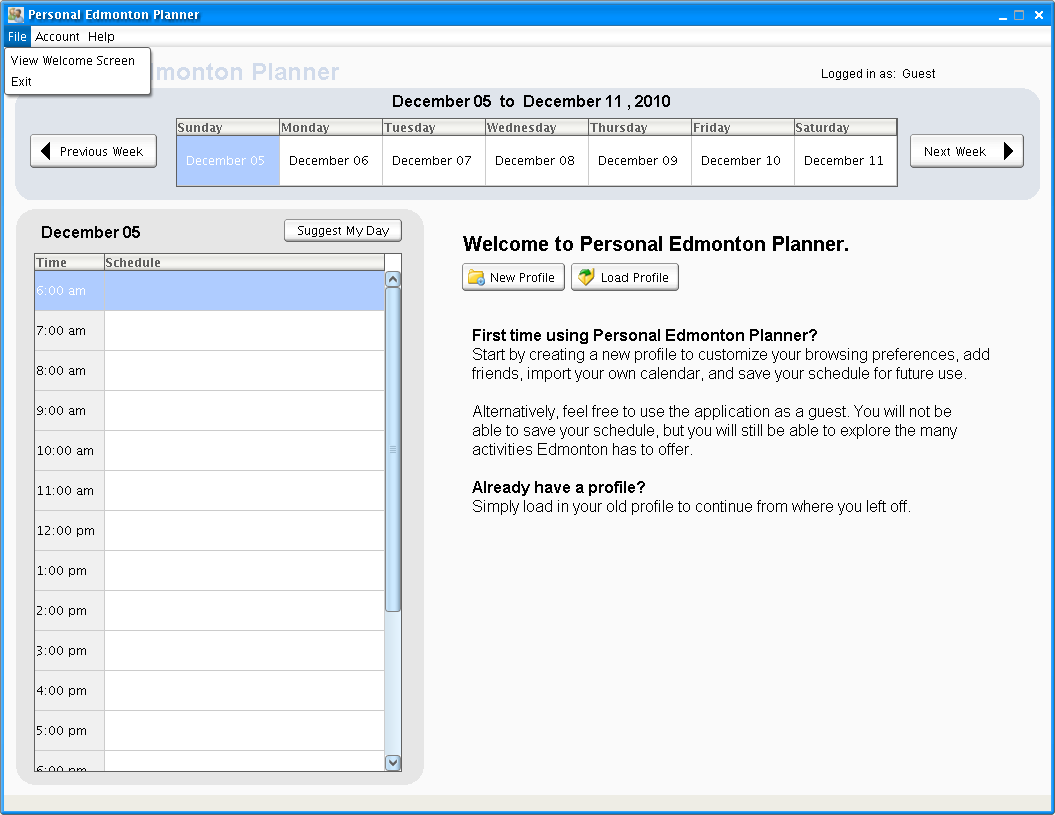 Personal Edmonton Planner
File Account Help
View Welcome Screen
Exit
monton Planner
Logged in as: Guest
December 05 to December 11 , 2010
Previous Week
Sunday Monday Tuesday Wednesday Thursday Friday Saturday
December 05 December 06 December 07 December 08 December 09 December 10 December 11
Next Week
December 05
Suggest My Day
Time Schedule
6:00 am
7:00 am
8:00 am
9:00 am
10:00 am
11:00 am
12:00 pm
1:00 pm
2:00 pm
3:00 pm
4:00 pm
5:00 pm
6:00 pm
Welcome to Personal Edmonton Planner.
New Profile Load Profile
First time using Personal Edmonton Planner?
Start by creating a new profile to customize your browsing preferences, add
friends, import your own calendar, and save your schedule for future use.
Alternatively, feel free to use the application as a guest. You will not be
able to save your schedule, but you will still be able to explore the many
activities Edmonton has to offer.
Already have a profile?
Simply load in your old profile to continue from where you left off.